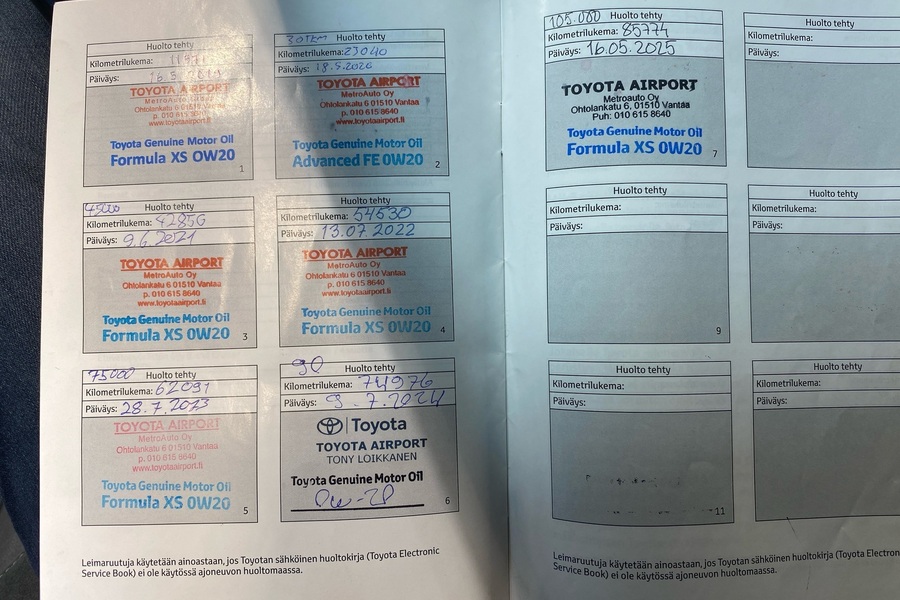 Huolto tehty
Kilometrilukema:
Päiväys: 16.5
TOYOTA AIRPORT
MetroAuto
Ohtolankatu 6 01510 Vantaa
p. 010 615 8640
www.toyotaairport.fi
Toyota Genuine Motor Oil
Formula XS 0W20
1
30TKM Huolto tehty
Kilometrilukema: 23040
Päiväys: 18.5.2020
TOYOTA AIRPORT
MetroAuto Oy
Ohtolankatu 6 01510 Vantaa
p. 010 615 8640
www.toyotaairport.fi
Toyota Genuine Motor Oil
Advanced FE 0W20
2
45000 Huolto tehty
Kilometrilukema: 42856
Päiväys: 9.6.2021
TOYOTA AIRPORT
MetroAuto Oy
Ohtolankatu 6 01510 Vantaa
p. 010 615 8640
www.toyotaairport.fi
Toyota Genuine Motor Oil
Formula XS 0W20
3
Huolto tehty
Kilometrilukema: 54530
Päiväys: 13.07 2022
TOYOTA AIRPORT
MetroAuto Oy
Ohtolankatu 6 01510 Vantaa
p. 010 615 8640
www.toyotaairport.fi
Toyota Genuine Motor Oil
Formula XS 0W20
4
75000 Huolto tehty
Kilometrilukema: 62091
Päiväys: 28.7.2023
TOYOTA AIRPORT
MetroAuto Oy
Ohtolankatu 6 01510 Vantaa
p. 010 615 8640
www.toyotaairport.fi
Toyota Genuine Motor Oil
Formula XS 0W20
5
90 Huolto tehty
Kilometrilukema: 74976
Päiväys: 9.7.2024
Toyota
TOYOTA AIRPORT
TONY LOIKKANEN
Toyota Genuine Motor Oil
0w-20
6
Leimaruutuja käytetään ainoastaan, jos Toyotan sähköinen huoltokirja (Toyota Electronic
Service Book) ei ole käytössä ajoneuvon huoltomaassa.
105.000 Huolto tehty
Kilometrilukema: 85774
Päiväys: 16.05.2025
TOYOTA AIRPORT
Metroauto Oy
Ohtolankatu 6, 01510 Vantaa
Puh: 010 615 8640
Toyota Genuine Motor Oil
Formula XS 0W20
7
Huolto tehty
Kilometrilukema:
Päiväys:
Huolto tehty
Kilometrilukema:
Päiväys:
9
Huolto tehty
Kilometrilukema:
Päiväys:
Huolto tehty
Kilometrilukema:
Päiväys:
11
Huolto tehty
Kilometrilukema:
Päiväys:
Leimaruutuja käytetään ainoastaan, jos Toyotan sähköinen huoltokirja (Toyota
Service Book) ei ole käytössä ajoneuvon huoltomaassa.